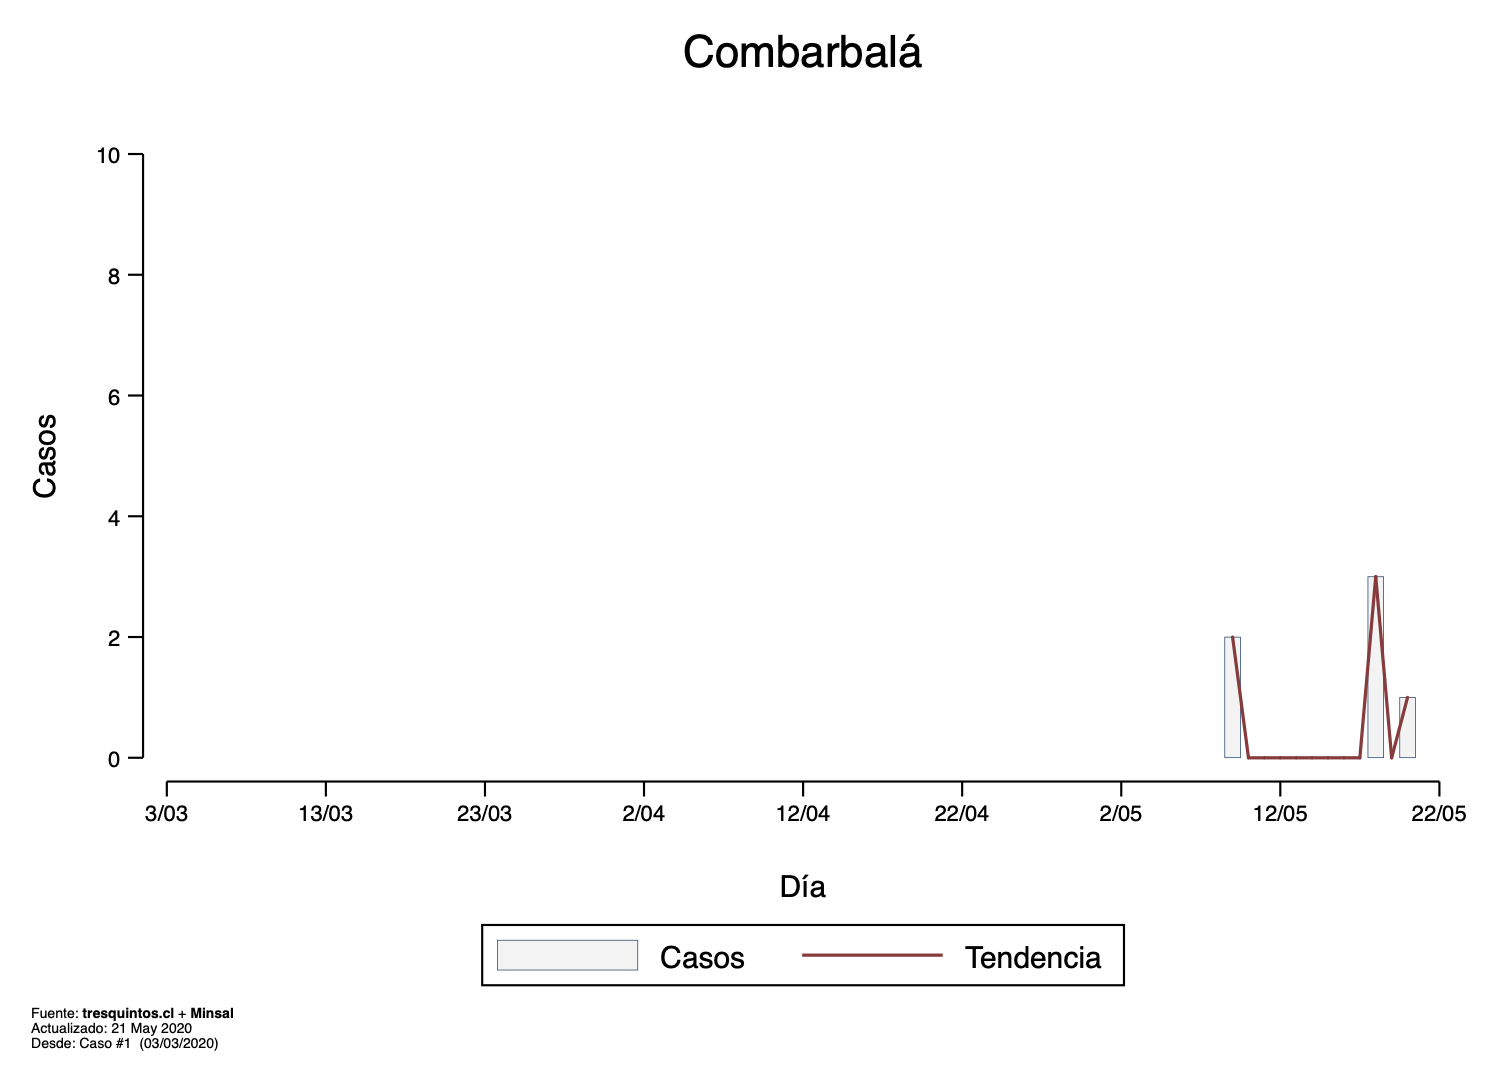 Combarbalá
10
8
6
4
2
0
Casos
3/03 13/03 23/03 2/04 12/04 22/04 2/05 12/05 22/05
Día
Casos Tendencia
Fuente: tresquintos.cl + Minsal
Actualizado: 21 May 2020
Desde: Caso #1 (03/03/2020)